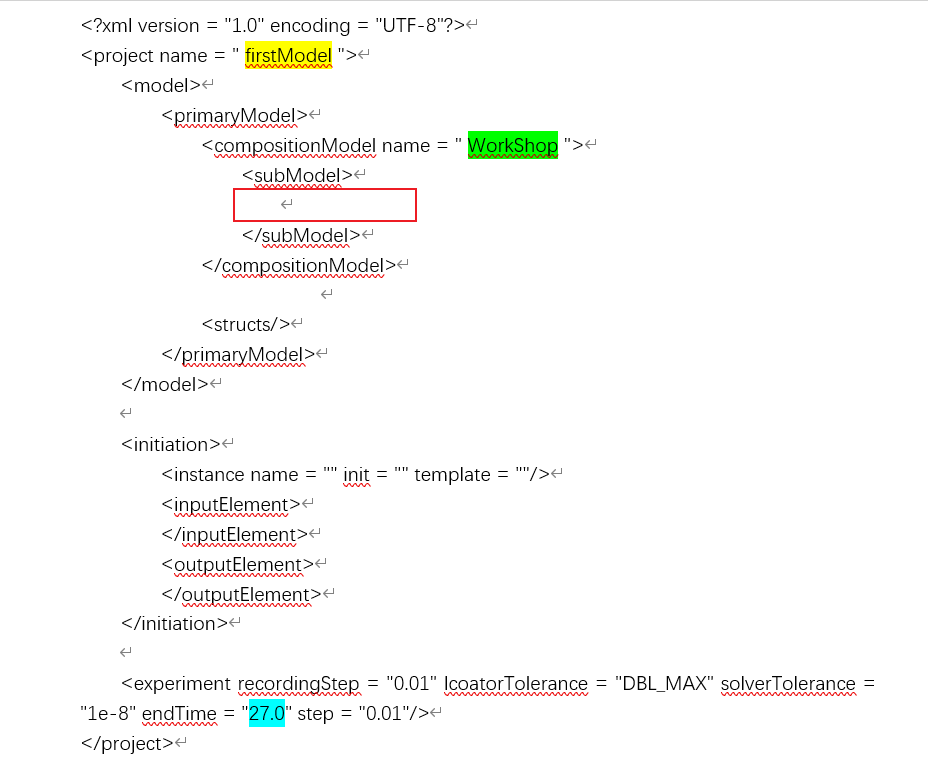 <?xml version = "1.0" encoding = "UTF-8"?>↵
<project name = " firstModel ">↵
<model>↵
<primaryModel>↵
<compositionModel name = " WorkShop ">↵
<subModel>↵
↵
</subModel>↵
</compositionModel>↵
↵
<structs/>↵
</primaryModel>↵
</model>↵
↵
<initiation>↵
<instance name = "" init = "" template = ""/>↵
<inputElement>↵
</inputElement>↵
<outputElement>↵
</outputElement>↵
</initiation>↵
↵
<experiment recordingStep = "0.01" lcoatorTolerance = "DBL_MAX" solverTolerance =
"1e-8" endTime = "27.0" step = "0.01"/>↵
</project>↵